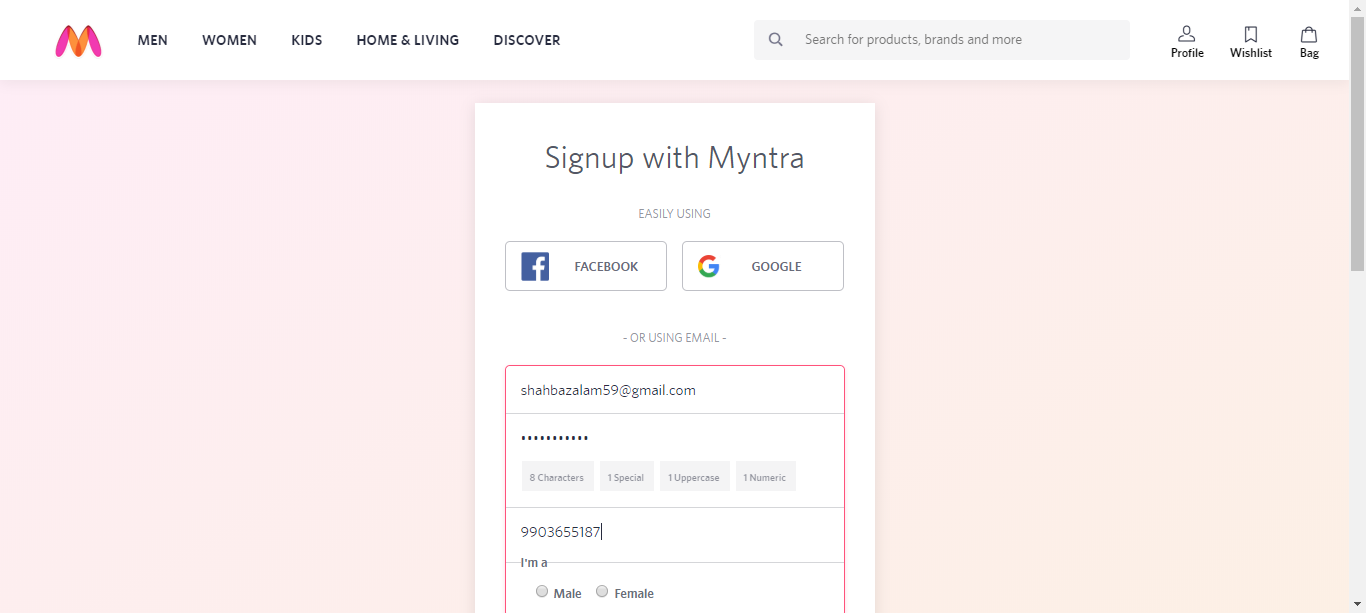 MEN WOMEN KIDS HOME & LIVING DISCOVER Search for products, brands and more Profile Wishlist Bag
Signup with Myntra
EASILY USING
FACEBOOK GOOGLE
- OR USING EMAIL -
shahbazalam59@gmail.com
•••••••••••
8 Characters 1 Special 1 Uppercase 1 Numeric
9903655187
I'm a
Male Female